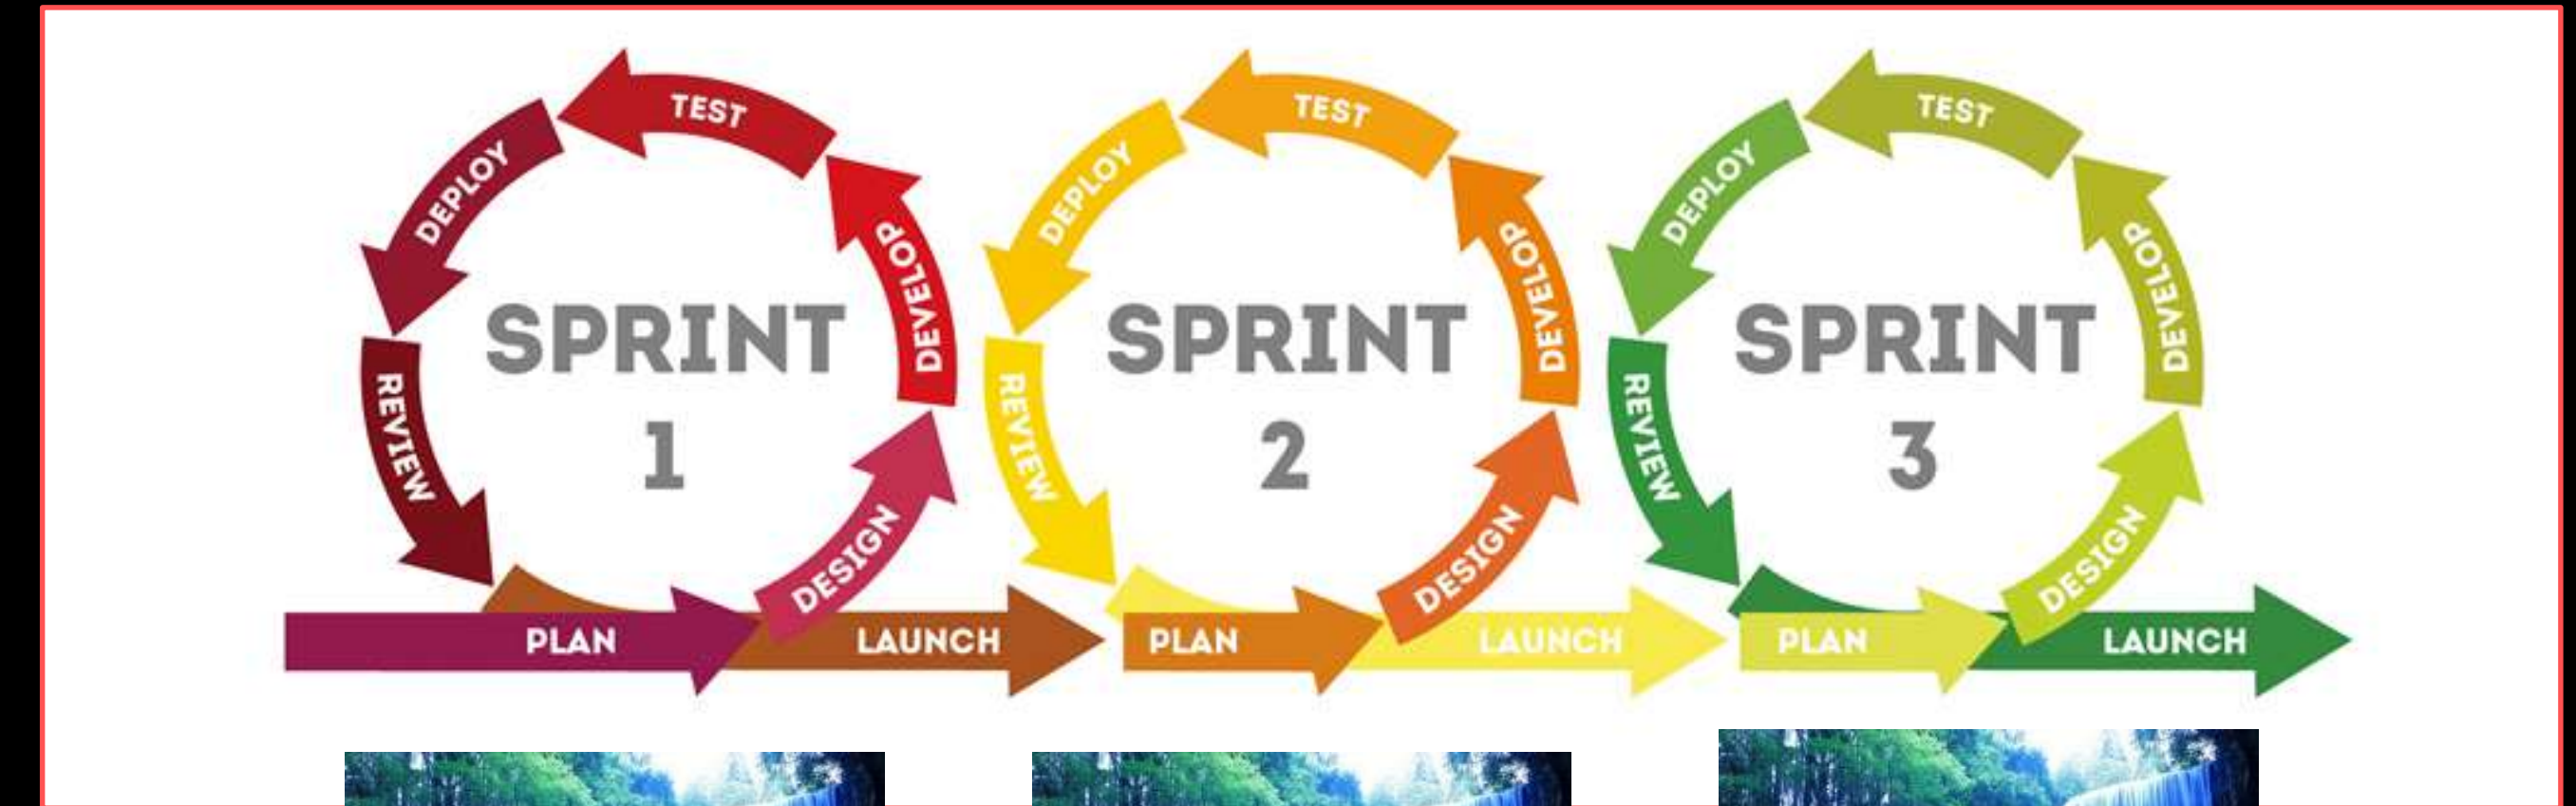 TEST
DEPLOY
DEVELOP
SPRINT
1
REVIEW
DESIGN
PLAN
LAUNCH
TEST
DEPLOY
DEVELOP
SPRINT
2
REVIEW
DESIGN
PLAN
LAUNCH
TEST
DEPLOY
DEVELOP
SPRINT
3
REVIEW
DESIGN
PLAN
LAUNCH